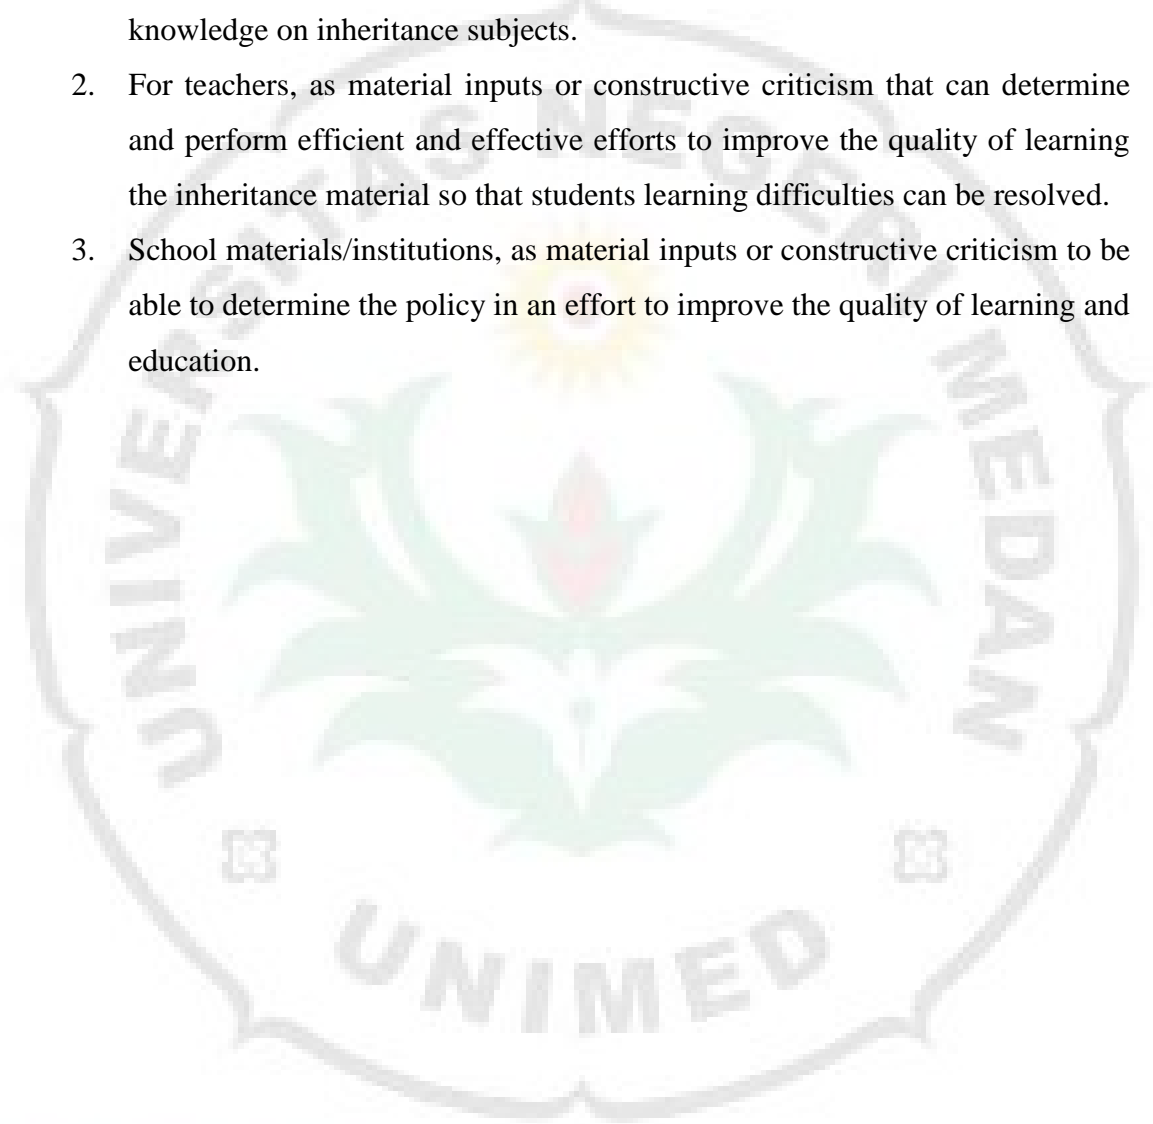 knowledge on inheritance subjects.
2. For teachers, as material inputs or constructive criticism that can determine
and perform efficient and effective efforts to improve the quality of learning
the inheritance material so that students learning difficulties can be resolved.
3. School materials/institutions, as material inputs or constructive criticism to be
able to determine the policy in an effort to improve the quality of learning and
education.
UNIVERSITAS NEGERI MEDAN
UNIMED